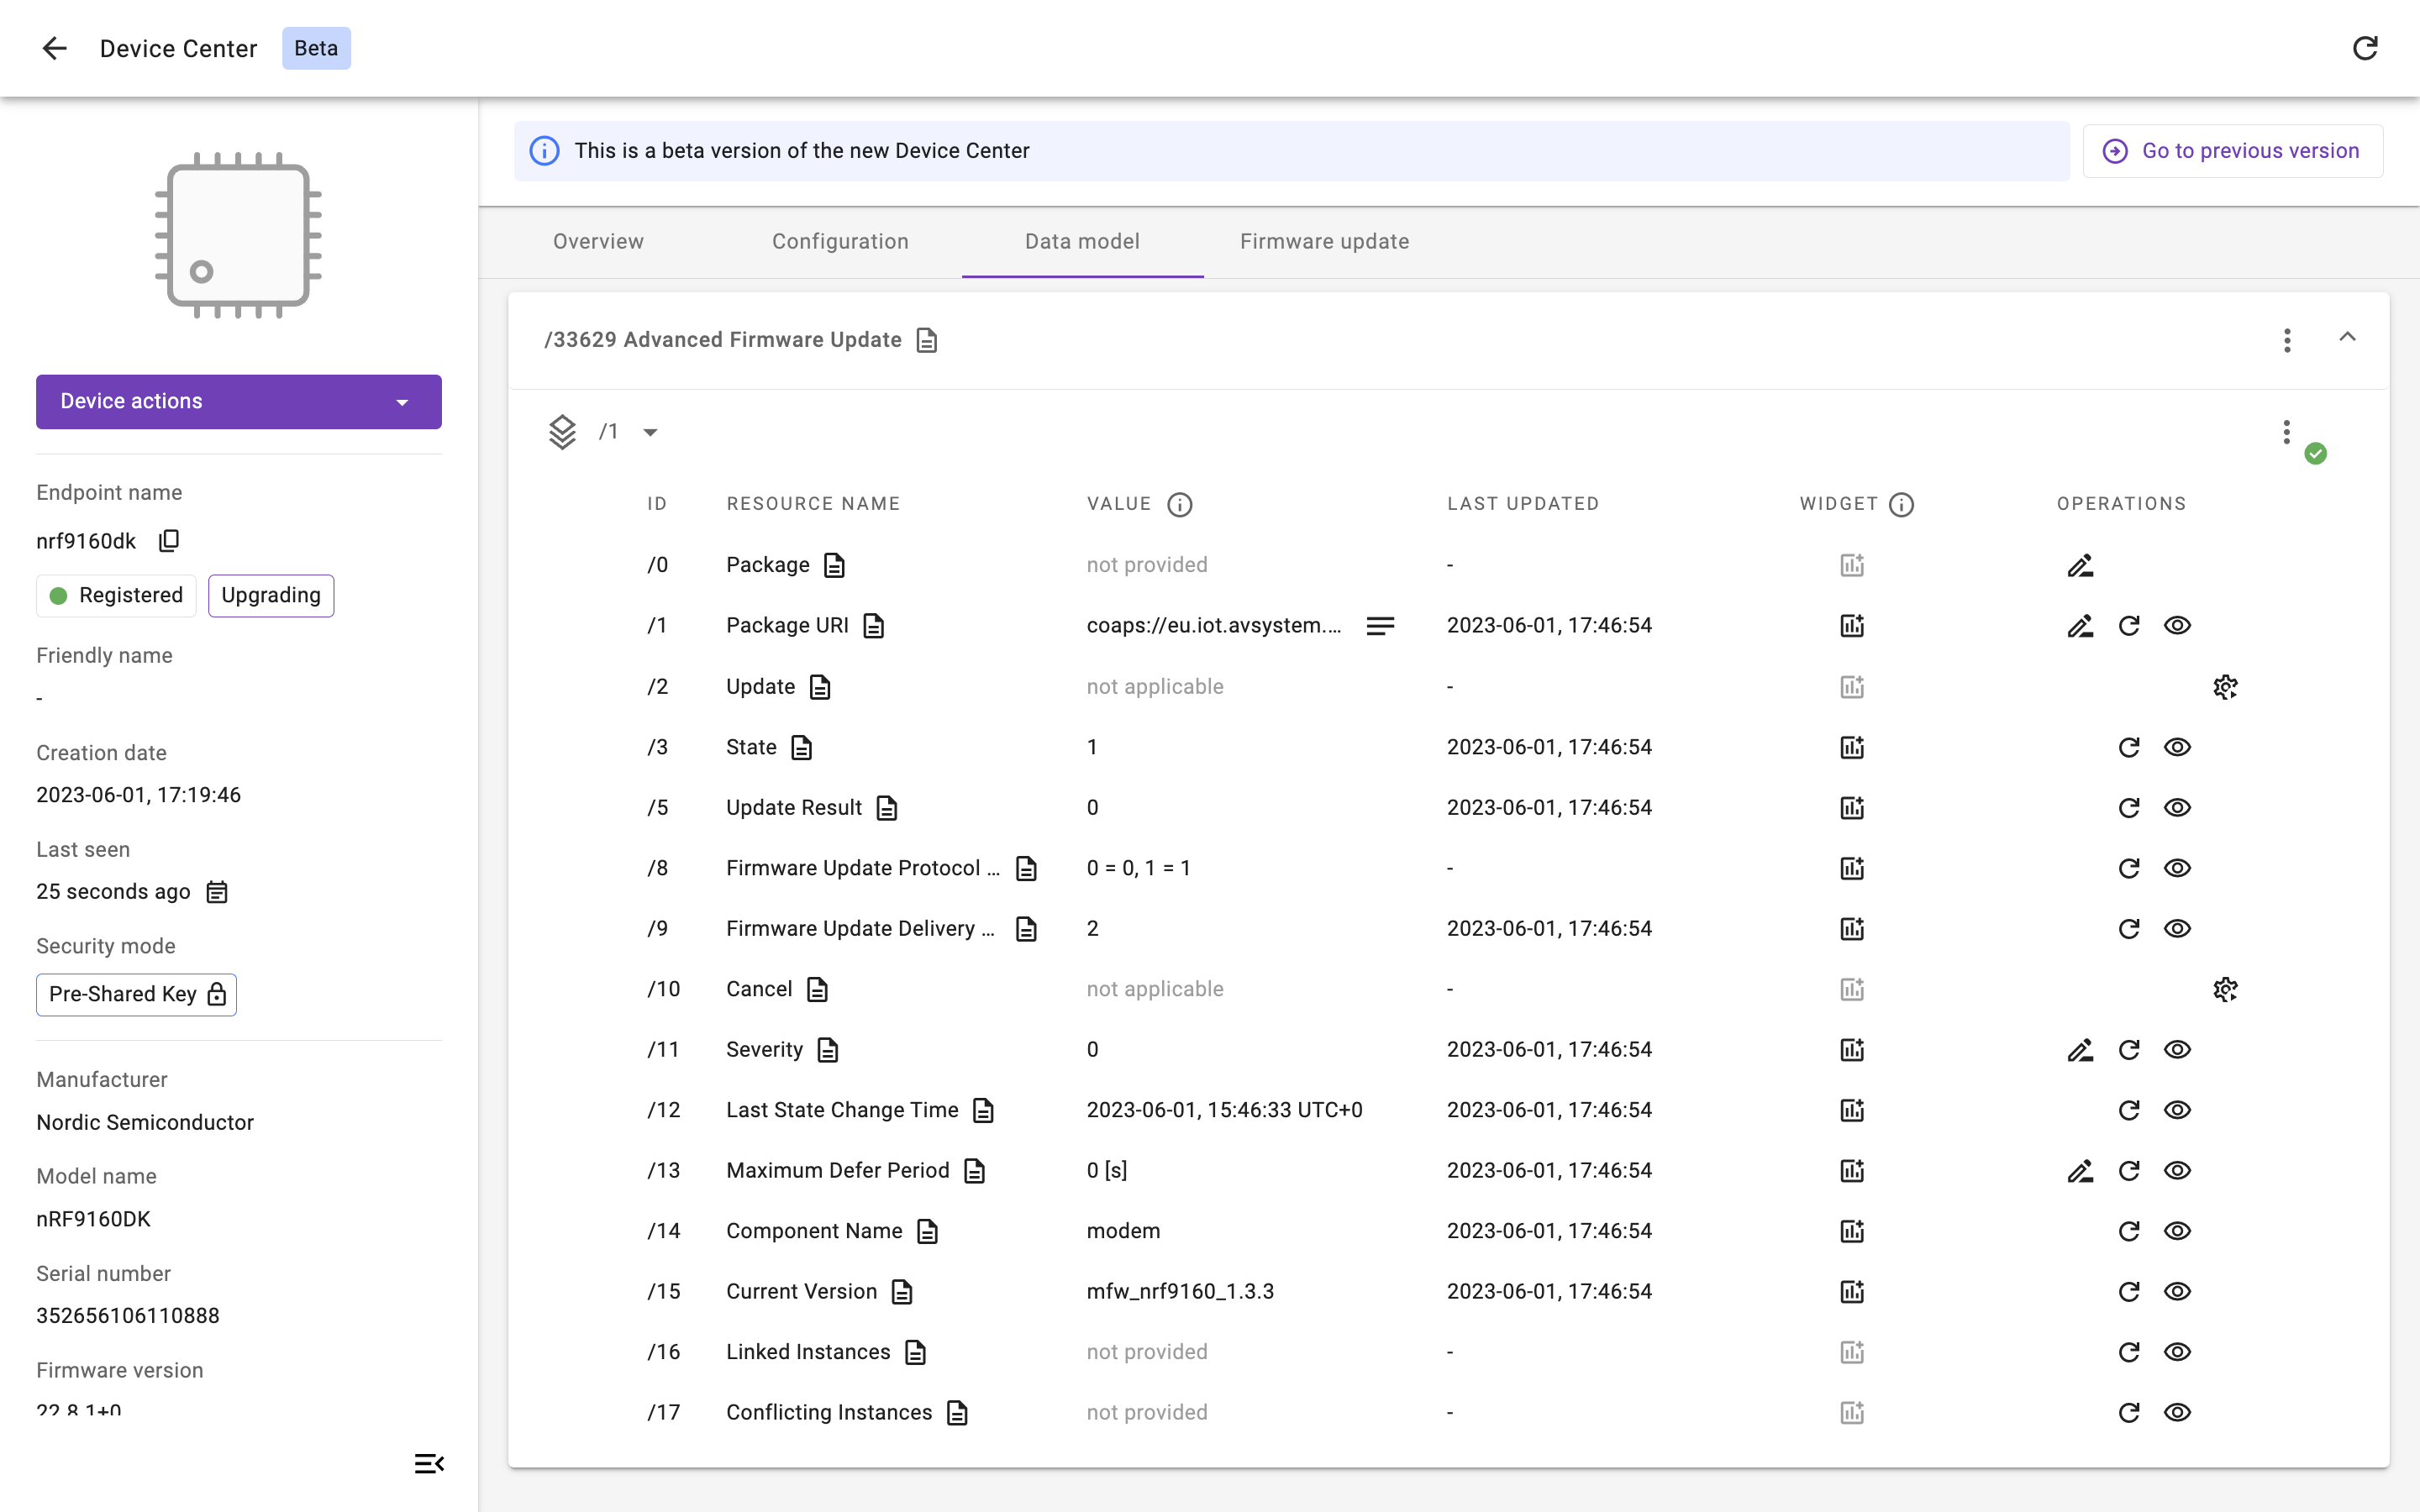 Device Center
Beta
This is a beta version of the new Device Center
Go to previous version
Device actions
Endpoint name
nrf9160dk
Registered
Upgrading
Friendly name
-
Creation date
2023-06-01, 17:19:46
Last seen
25 seconds ago
Security mode
Pre-Shared Key
Manufacturer
Nordic Semiconductor
Model name
nRF9160DK
Serial number
352656106110888
Firmware version
22.8.1+0
Overview Configuration Data model Firmware update
/33629 Advanced Firmware Update
/1
ID RESOURCE NAME VALUE LAST UPDATED WIDGET OPERATIONS
/0 Package not provided -
/1 Package URI coaps://eu.iot.avsystem.... 2023-06-01, 17:46:54
/2 Update not applicable -
/3 State 1 2023-06-01, 17:46:54
/5 Update Result 0 2023-06-01, 17:46:54
/8 Firmware Update Protocol ... 0 = 0, 1 = 1 -
/9 Firmware Update Delivery ... 2 2023-06-01, 17:46:54
/10 Cancel not applicable -
/11 Severity 0 2023-06-01, 17:46:54
/12 Last State Change Time 2023-06-01, 15:46:33 UTC+0 2023-06-01, 17:46:54
/13 Maximum Defer Period 0 [s] 2023-06-01, 17:46:54
/14 Component Name modem 2023-06-01, 17:46:54
/15 Current Version mfw_nrf9160_1.3.3 2023-06-01, 17:46:54
/16 Linked Instances not provided -
/17 Conflicting Instances not provided -